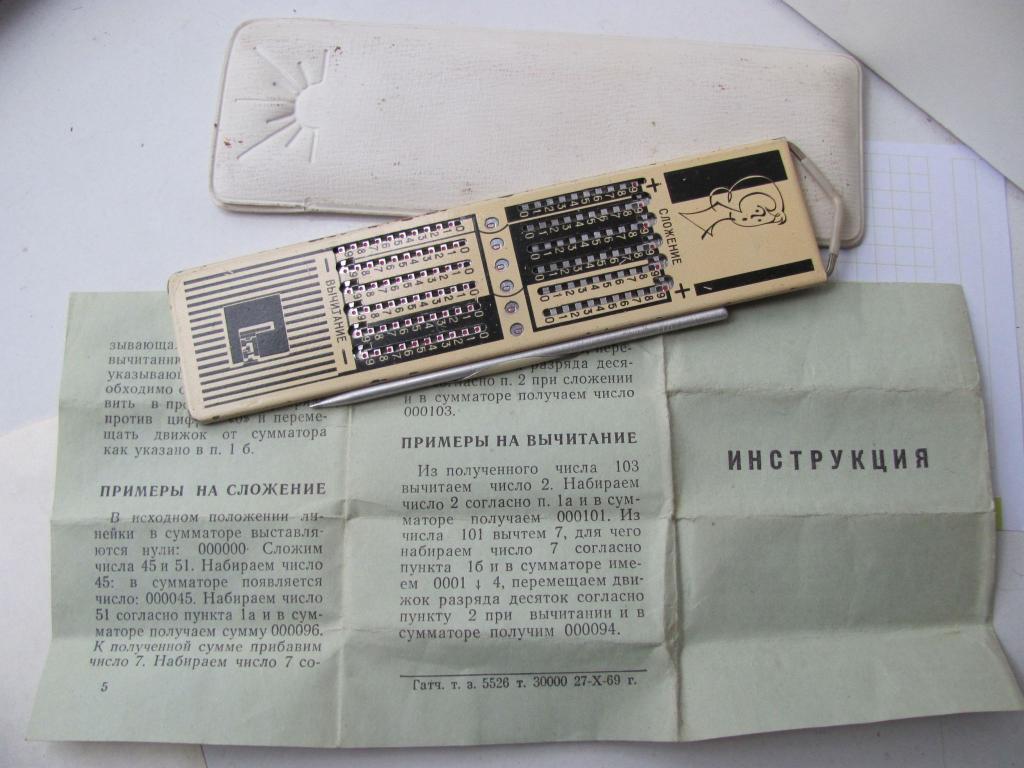 СЛОЖЕНИЕ
ВЫЧИТАНИЕ
зывающа
вычитани
указываю
обходимо
вить в пр
против циф
и переме-
щать движок от сумматора
как указано в п. 1 б.
ПРИМЕРЫ НА СЛОЖЕНИЕ
В исходном положении ли-
нейки в сумматоре выставля-
ются нули: 000000 Сложим
числа 45 и 51. Набираем число
45: в сумматоре появляется
число: 000045. Набираем число
51 согласно пункта 1а и в сум-
маторе получаем сумму 000096.
К полученной сумме прибавим
число 7. Набираем число 7 со-
5
разряда деся-
п. 2 при сложении
и в сумматоре получаем число
000103.
ПРИМЕРЫ НА ВЫЧИТАНИЕ
Из полученного числа 103
вычитаем число 2. Набираем
число 2 согласно п. 1а и в сум-
маторе получаем 000101. Из
числа 101 вычтем 7, для чего
набираем число 7 согласно
пункта 1б и в сумматоре име-
ем 0001 ↓ 4, перемещаем дви-
жок разряда десяток согласно
пункту 2 при вычитании и в
сумматоре получим 000094.
Гатч. т. з. 5526 т. 30000 27-X-69 г.
ИНСТРУКЦИЯ